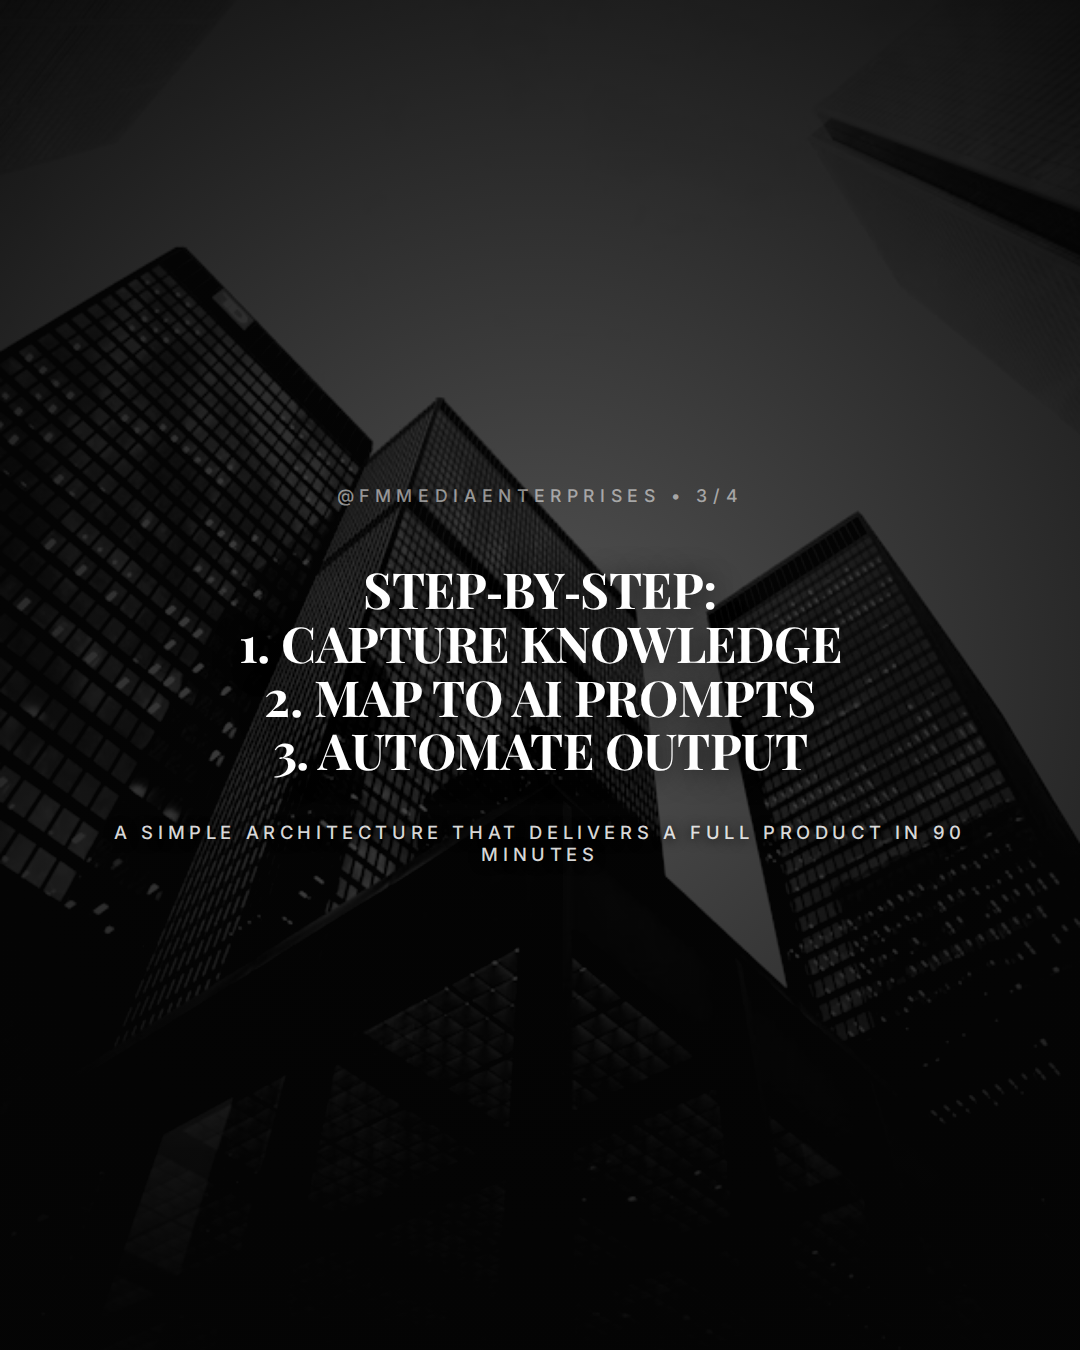 @FMMEDIAENTERPRISES • 3/4
STEP-BY-STEP:
1. CAPTURE KNOWLEDGE
2. MAP TO AI PROMPTS
3. AUTOMATE OUTPUT
A SIMPLE ARCHITECTURE THAT DELIVERS A FULL PRODUCT IN 90
MINUTES